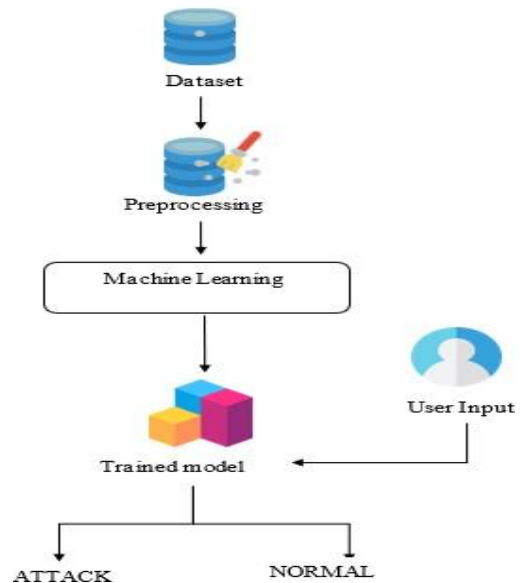 Dataset
Preprocessing
Machine Learning
User Input
Trained model
ATTACK
NORMAL